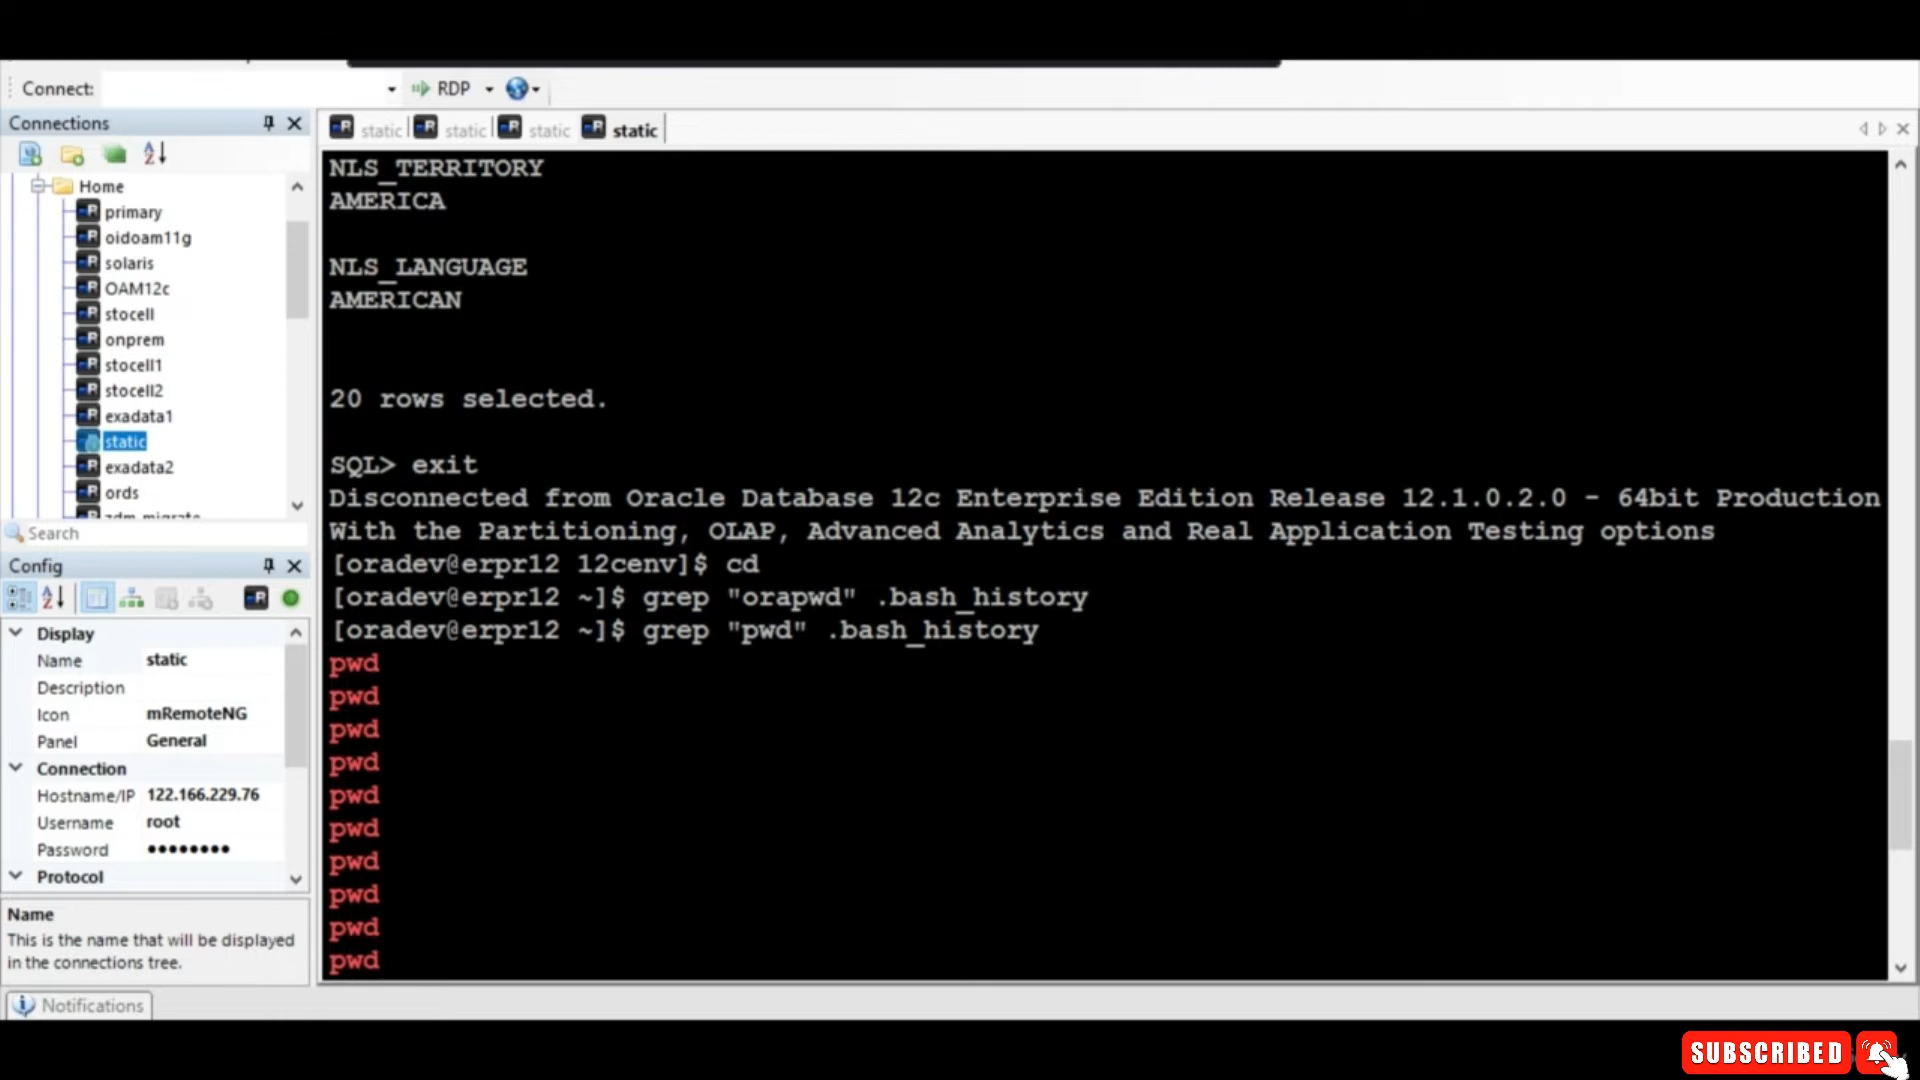 Connect:
RDP
Connections
static
static
static
static
Home
primary
oidoam11g
solaris
OAM12c
stocell
onprem
stocell1
stocell2
exadata1
static
exadata2
ords
zdm_migrate
Search
Config
Display
Name static
Description
Icon mRemoteNG
Panel General
Connection
Hostname/IP 122.166.229.76
Username root
Password ••••••••
Protocol
Name
This is the name that will be displayed
in the connections tree.
Notifications
NLS_TERRITORY
AMERICA
NLS_LANGUAGE
AMERICAN
20 rows selected.
SQL> exit
Disconnected from Oracle Database 12c Enterprise Edition Release 12.1.0.2.0 - 64bit Production
With the Partitioning, OLAP, Advanced Analytics and Real Application Testing options
[oradev@erpr12 12cenv]$ cd
[oradev@erpr12 ~]$ grep "orapwd" .bash_history
[oradev@erpr12 ~]$ grep "pwd" .bash_history
pwd
pwd
pwd
pwd
pwd
pwd
pwd
pwd
pwd
pwd
SUBSCRIBED